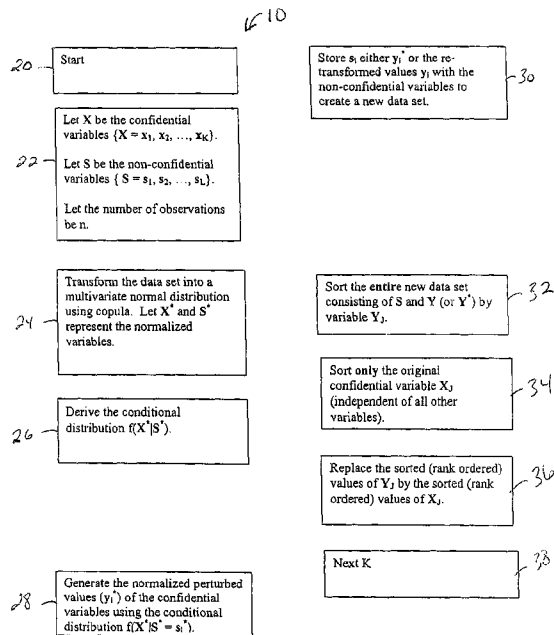 10
20
Start
22
Let X be the confidential
variables {X = x₁, x₂, ..., x_K}.
Let S be the non-confidential
variables { S = s₁, s₂, ..., s_L}.
Let the number of observations
be n.
24
Transform the data set into a
multivariate normal distribution
using copula. Let X* and S*
represent the normalized
variables.
26
Derive the conditional
distribution f(X*|S*).
28
Generate the normalized perturbed
values (yᵢ*) of the confidential
variables using the conditional
distribution f(X*|S* = sᵢ*).
Store sᵢ either yᵢ* or the re-
transformed values yᵢ with the
non-confidential variables to
create a new data set.
30
Sort the entire new data set
consisting of S and Y (or Y*) by
variable Y_J.
32
Sort only the original
confidential variable X_J
(independent of all other
variables).
34
Replace the sorted (rank ordered)
values of Y_J by the sorted (rank
ordered) values of X_J.
36
Next K
38